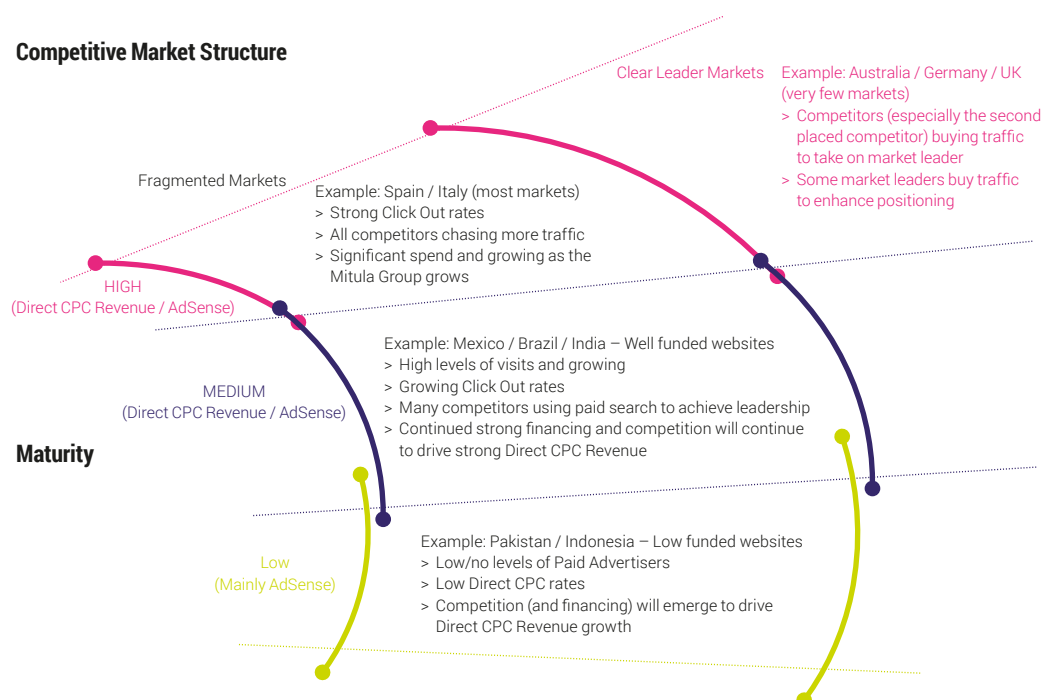 Competitive Market Structure
Clear Leader Markets
Example: Australia / Germany / UK
(very few markets)
> Competitors (especially the second
placed competitor) buying traffic
to take on market leader
> Some market leaders buy traffic
to enhance positioning
Fragmented Markets
Example: Spain / Italy (most markets)
> Strong Click Out rates
> All competitors chasing more traffic
> Significant spend and growing as the
Mitula Group grows
HIGH
(Direct CPC Revenue / AdSense)
Example: Mexico / Brazil / India – Well funded websites
> High levels of visits and growing
> Growing Click Out rates
> Many competitors using paid search to achieve leadership
> Continued strong financing and competition will continue
to drive strong Direct CPC Revenue
MEDIUM
(Direct CPC Revenue / AdSense)
Maturity
Example: Pakistan / Indonesia – Low funded websites
> Low/no levels of Paid Advertisers
> Low Direct CPC rates
> Competition (and financing) will emerge to drive
Direct CPC Revenue growth
Low
(Mainly AdSense)